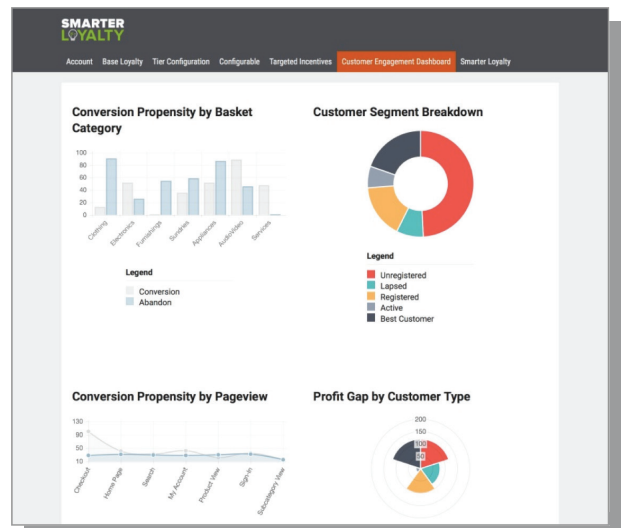 SMARTER
LOYALTY
Account Base Loyalty Tier Configuration Configurable Targeted Incentives Customer Engagement Dashboard Smarter Loyalty
Conversion Propensity by Basket
Category
100
80
60
40
20
0
Clothing Electronics Furnishings Sundries Appliances AudioVideo Services
Legend
Conversion
Abandon
Customer Segment Breakdown
Legend
Unregistered
Lapsed
Registered
Active
Best Customer
Conversion Propensity by Pageview
130
90
50
10
Checkout Home Page Search My Account Product View Sign-In Subcategory View
Profit Gap by Customer Type
200
150
100
50